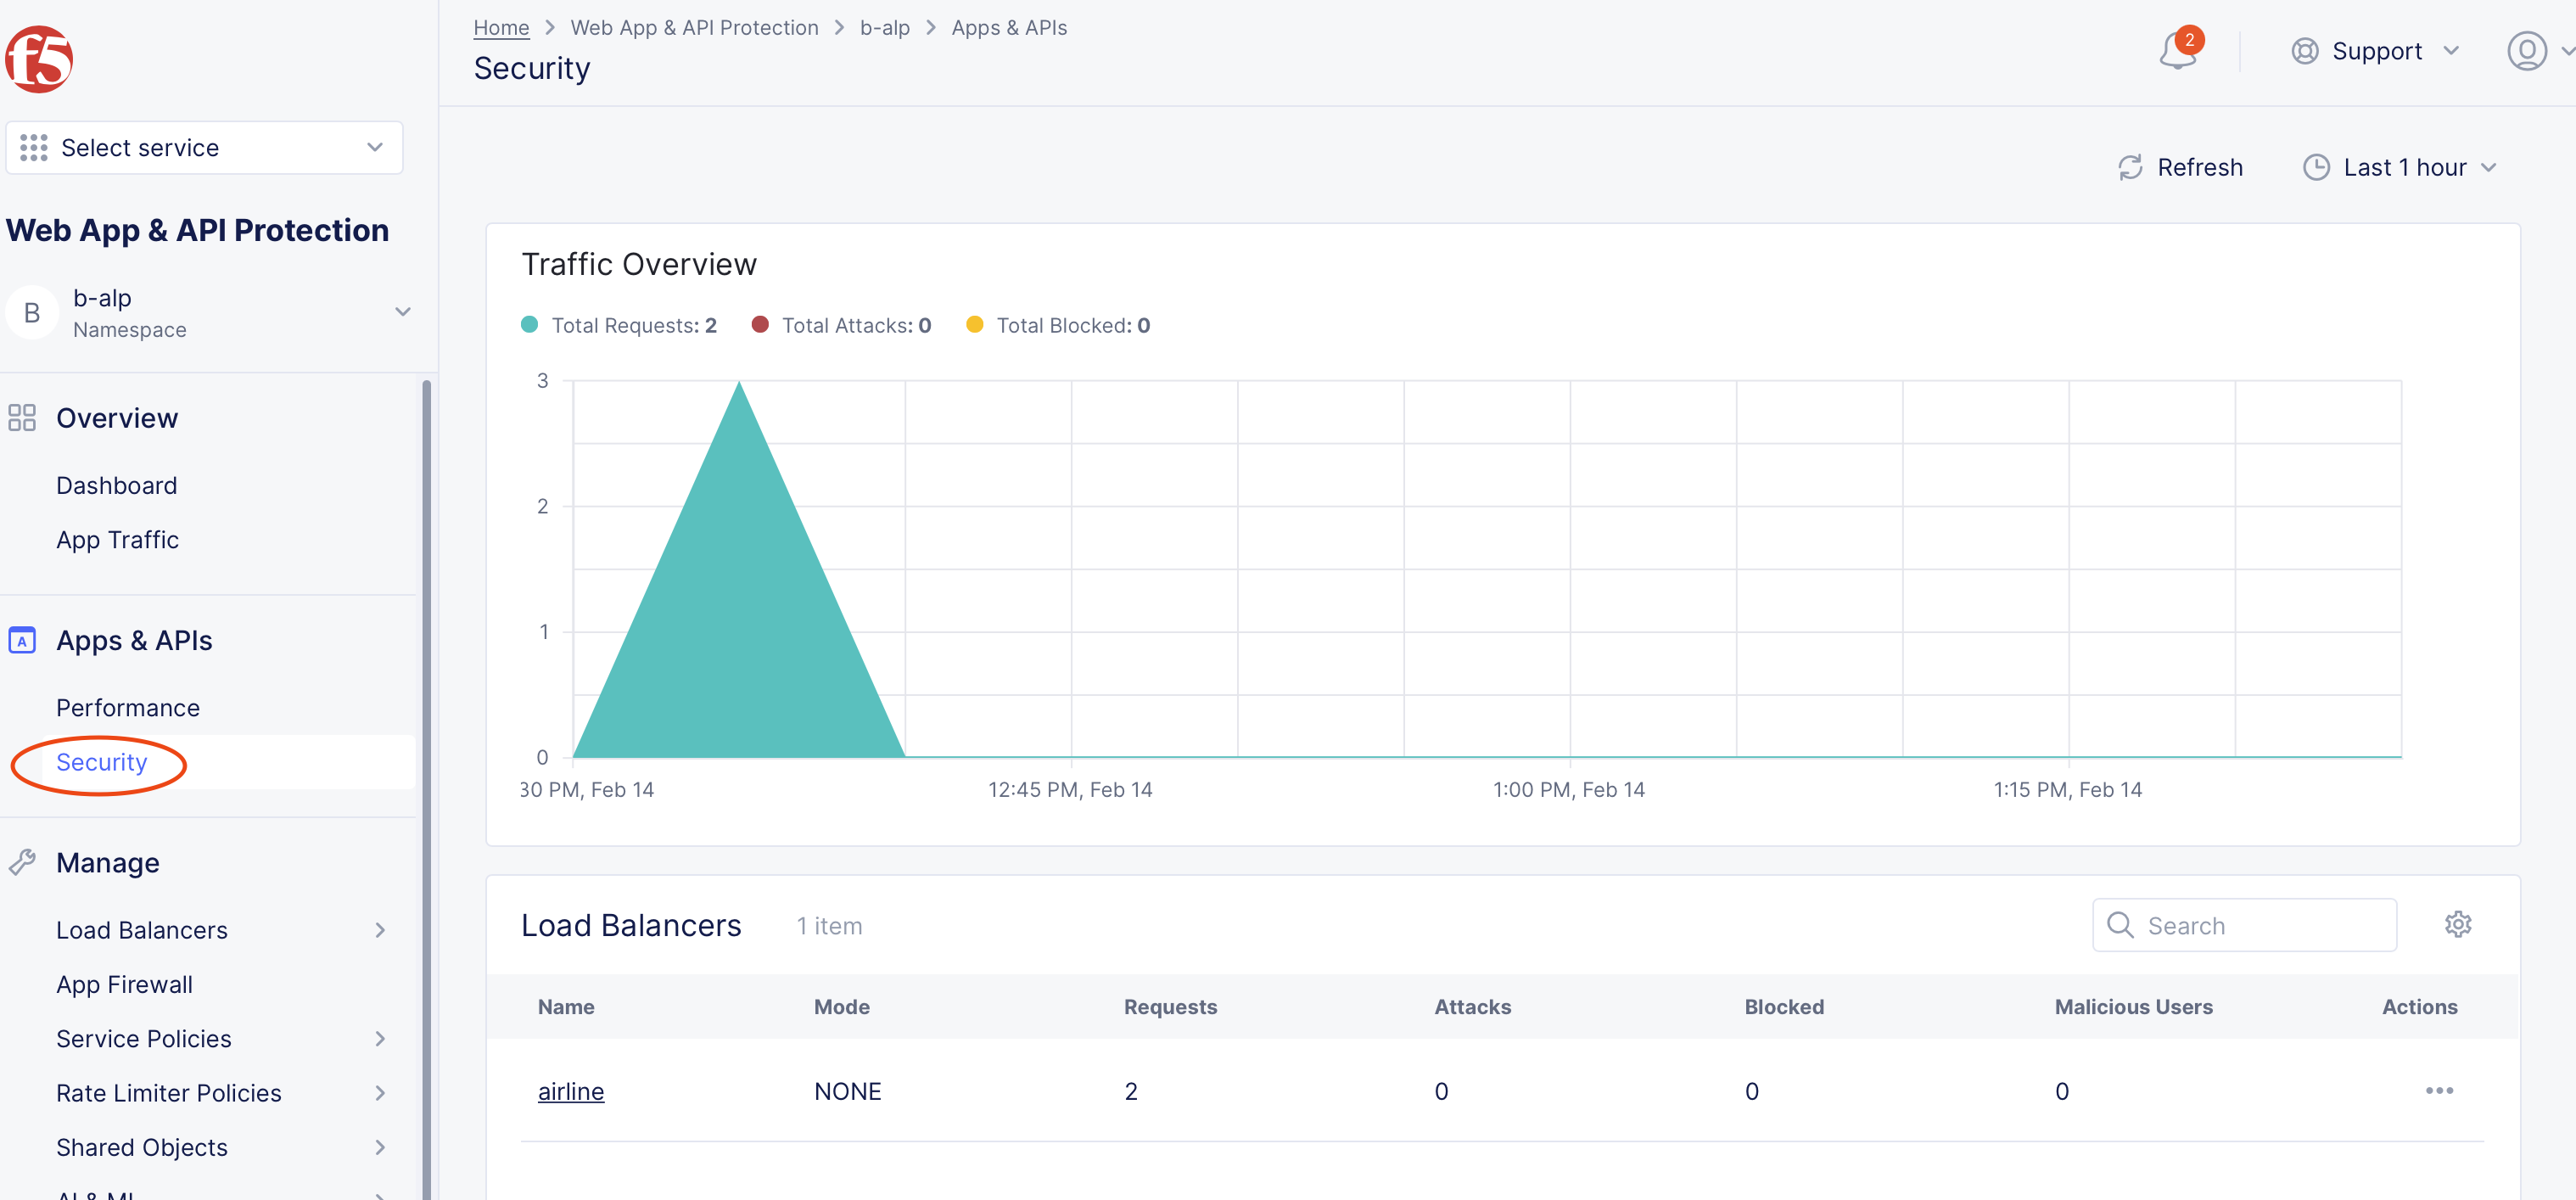 f5
Select service
Web App & API Protection
B
b-alp
Namespace
Overview
Dashboard
App Traffic
A
Apps & APIs
Performance
Security
Manage
Load Balancers
App Firewall
Service Policies
Rate Limiter Policies
Shared Objects
Home > Web App & API Protection > b-alp > Apps & APIs
Security
2
Support
Refresh
Last 1 hour
Traffic Overview
Total Requests: 2 Total Attacks: 0 Total Blocked: 0
3
2
1
0
30 PM, Feb 14 12:45 PM, Feb 14 1:00 PM, Feb 14 1:15 PM, Feb 14
Load Balancers 1 item
Search
Name Mode Requests Attacks Blocked Malicious Users Actions
airline NONE 2 0 0 0